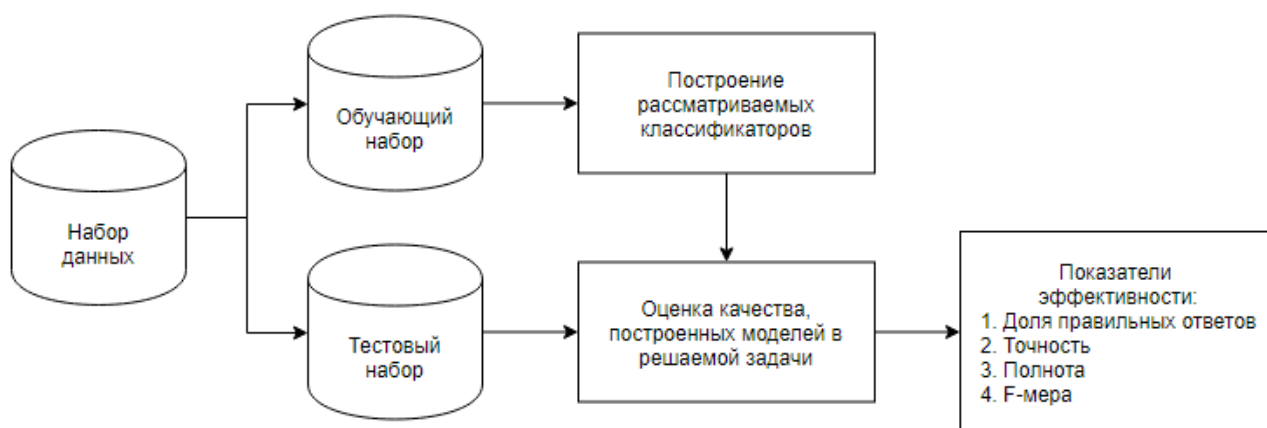 Обучающий
набор
Построение
рассматриваемых
классификаторов
Набор
данных
Тестовый
набор
Оценка качества,
построенных моделей в
решаемой задачи
Показатели
эффективности:
1. Доля правильных ответов
2. Точность
3. Полнота
4. F-мера